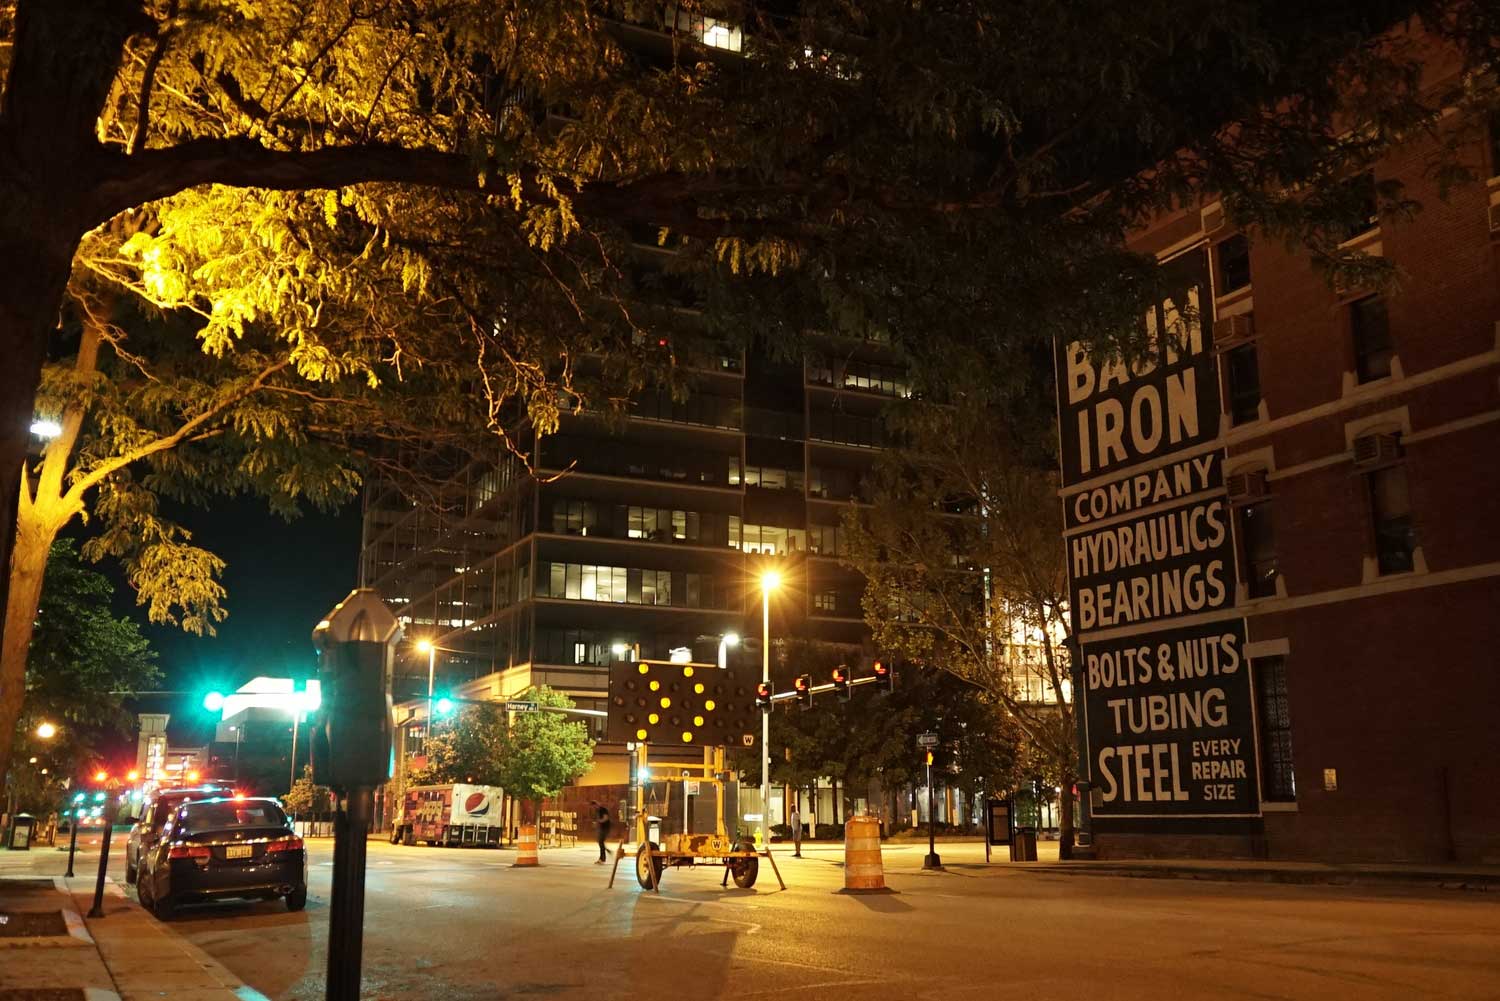 BAUM
IRON
COMPANY
HYDRAULICS
BEARINGS
BOLTS & NUTS
TUBING
STEEL
EVERY
REPAIR
SIZE
Harney
W
W